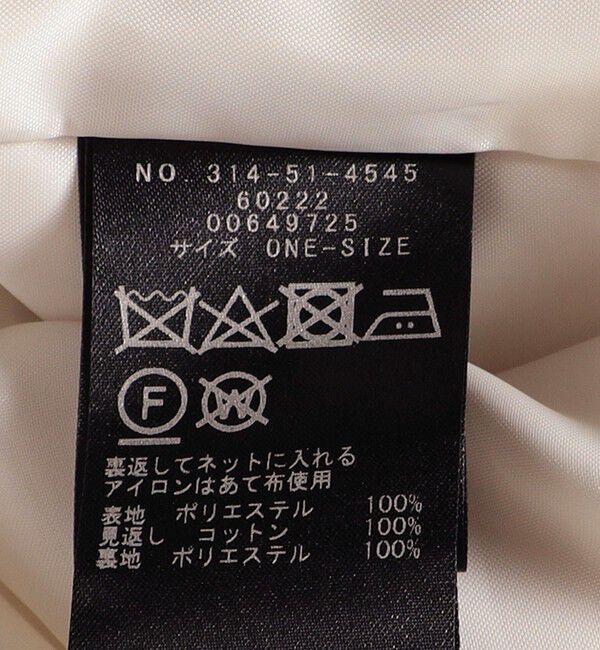 NO. 314-51-4545
60222
00649725
サイズ ONE-SIZE
F W
裏返してネットに入れる
アイロンはあて布使用
表地 ポリエステル 100%
見返し コットン 100%
裏地 ポリエステル 100%